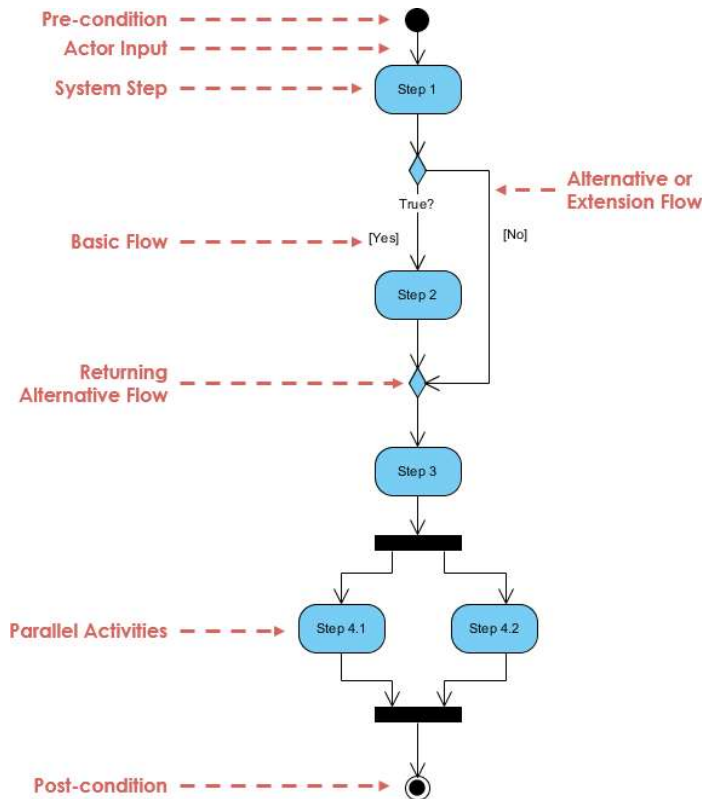 Pre-condition
Actor Input
System Step
Step 1
Alternative or
Extension Flow
True?
Basic Flow
[Yes]
[No]
Step 2
Returning
Alternative Flow
Step 3
Parallel Activities
Step 4.1
Step 4.2
Post-condition